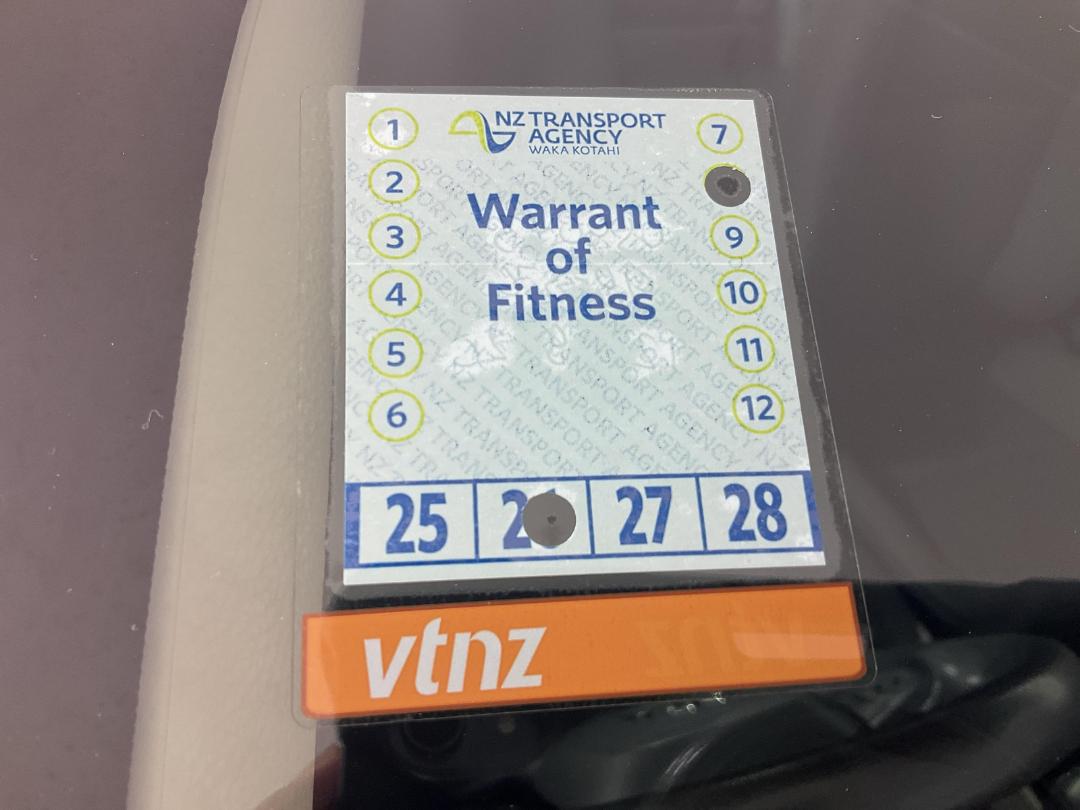 NZ TRANSPORT
AGENCY
WAKA KOTAHI
Warrant
of
Fitness
1
2
3
4
5
6
7
9
10
11
12
25 2 27 28
vtnz